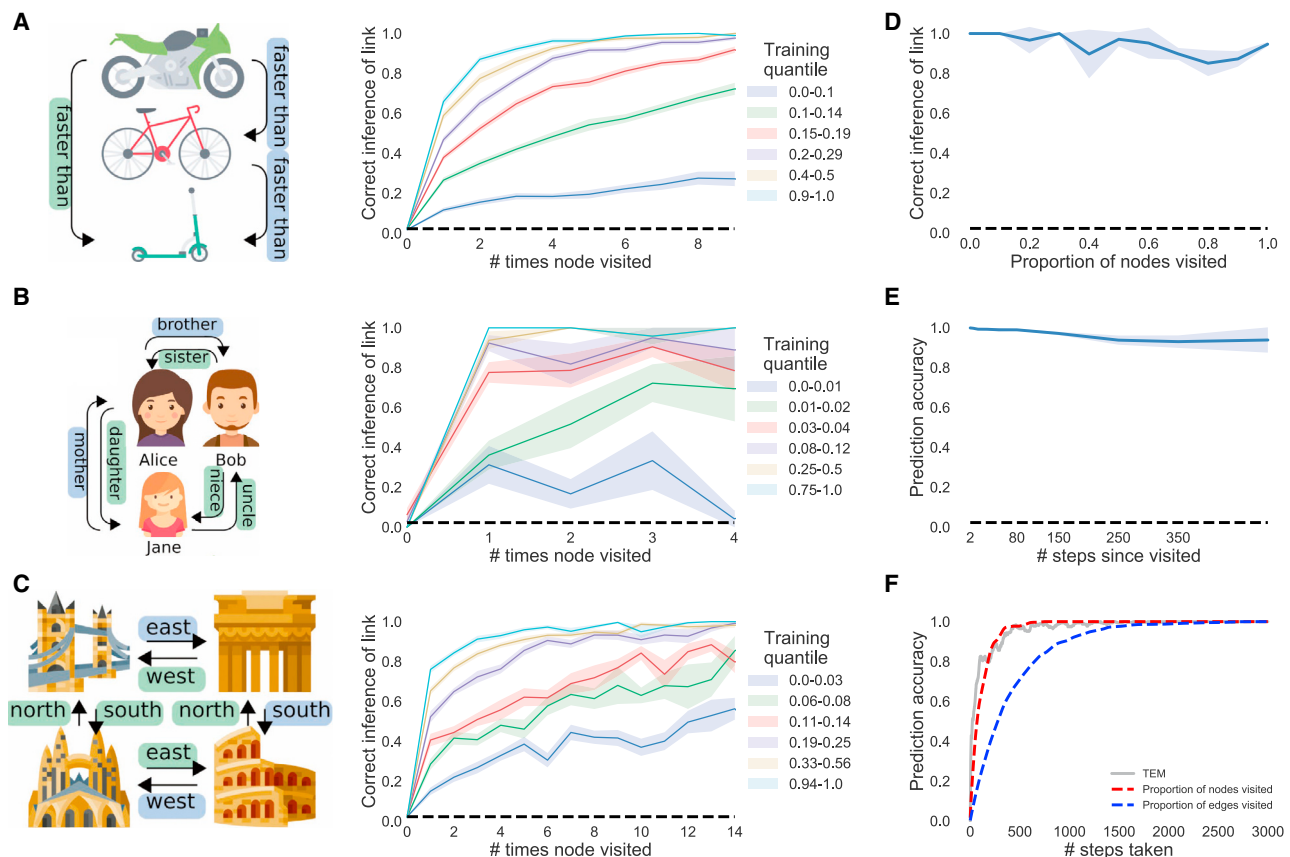 A
faster than
faster than
faster than
Correct inference of link
1.0
0.8
0.6
0.4
0.2
0.0
0 2 4 6 8
# times node visited
Training
quantile
0.0-0.1
0.1-0.14
0.15-0.19
0.2-0.29
0.4-0.5
0.9-1.0
D
Correct inference of link
1.0
0.8
0.6
0.4
0.2
0.0
0.0 0.2 0.4 0.6 0.8 1.0
Proportion of nodes visited
B
brother
sister
mother
daughter
Alice Bob
niece
uncle
Jane
Correct inference of link
1.0
0.8
0.6
0.4
0.2
0.0
0 1 2 3 4
# times node visited
Training
quantile
0.0-0.01
0.01-0.02
0.03-0.04
0.08-0.12
0.25-0.5
0.75-1.0
E
Prediction accuracy
1.0
0.8
0.6
0.4
0.2
0.0
2 80 150 250 350
# steps since visited
C
east
west
north south north south
east
west
Correct inference of link
1.0
0.8
0.6
0.4
0.2
0.0
0 2 4 6 8 10 12 14
# times node visited
Training
quantile
0.0-0.03
0.06-0.08
0.11-0.14
0.19-0.25
0.33-0.56
0.94-1.0
F
Prediction accuracy
1.0
0.8
0.6
0.4
0.2
0.0
TEM
Proportion of nodes visited
Proportion of edges visited
0 500 1000 1500 2000 2500 3000
# steps taken